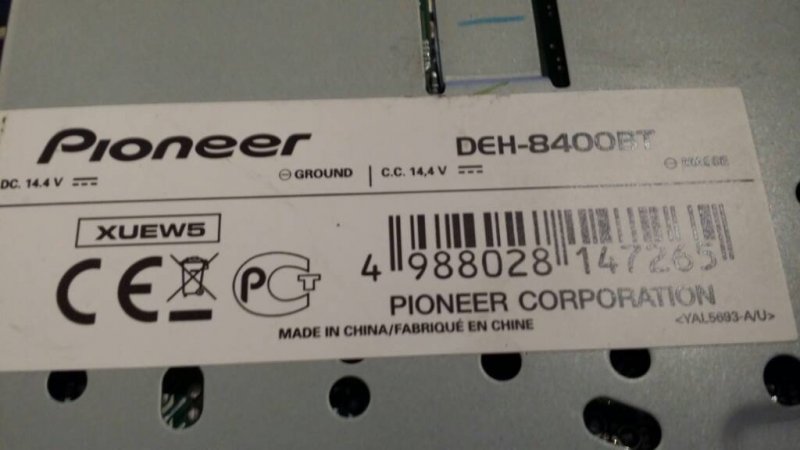 Pioneer
DEH-8400BT
DC. 14.4 V
⊖ GROUND
C.C. 14,4 V
⊖
XUEW5
CE
PCT
4 988028 147265
PIONEER CORPORATION
MADE IN CHINA/FABRIQUÉ EN CHINE
<YAL5693-A/U>